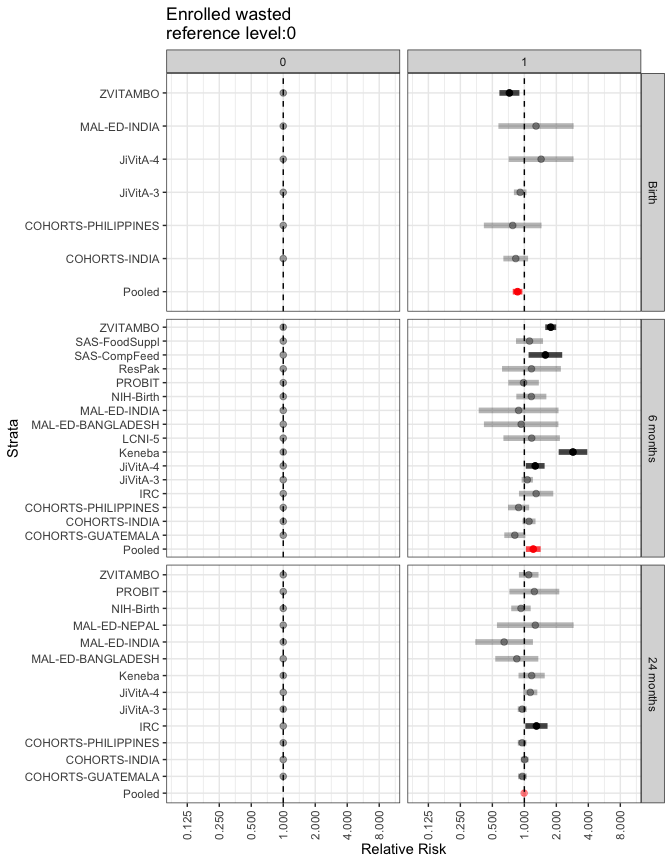 Enrolled wasted
reference level:0
0
1
ZVITAMBO
MAL-ED-INDIA
JiVitA-4
JiVitA-3
COHORTS-PHILIPPINES
COHORTS-INDIA
Pooled
Birth
ZVITAMBO
SAS-FoodSuppl
SAS-CompFeed
ResPak
PROBIT
NIH-Birth
MAL-ED-INDIA
MAL-ED-BANGLADESH
LCNI-5
Keneba
JiVitA-4
JiVitA-3
IRC
COHORTS-PHILIPPINES
COHORTS-INDIA
COHORTS-GUATEMALA
Pooled
6 months
ZVITAMBO
PROBIT
NIH-Birth
MAL-ED-NEPAL
MAL-ED-INDIA
MAL-ED-BANGLADESH
Keneba
JiVitA-4
JiVitA-3
IRC
COHORTS-PHILIPPINES
COHORTS-INDIA
COHORTS-GUATEMALA
Pooled
24 months
Strata
0.125 0.250 0.500 1.000 2.000 4.000 8.000
0.125 0.250 0.500 1.000 2.000 4.000 8.000
Relative Risk